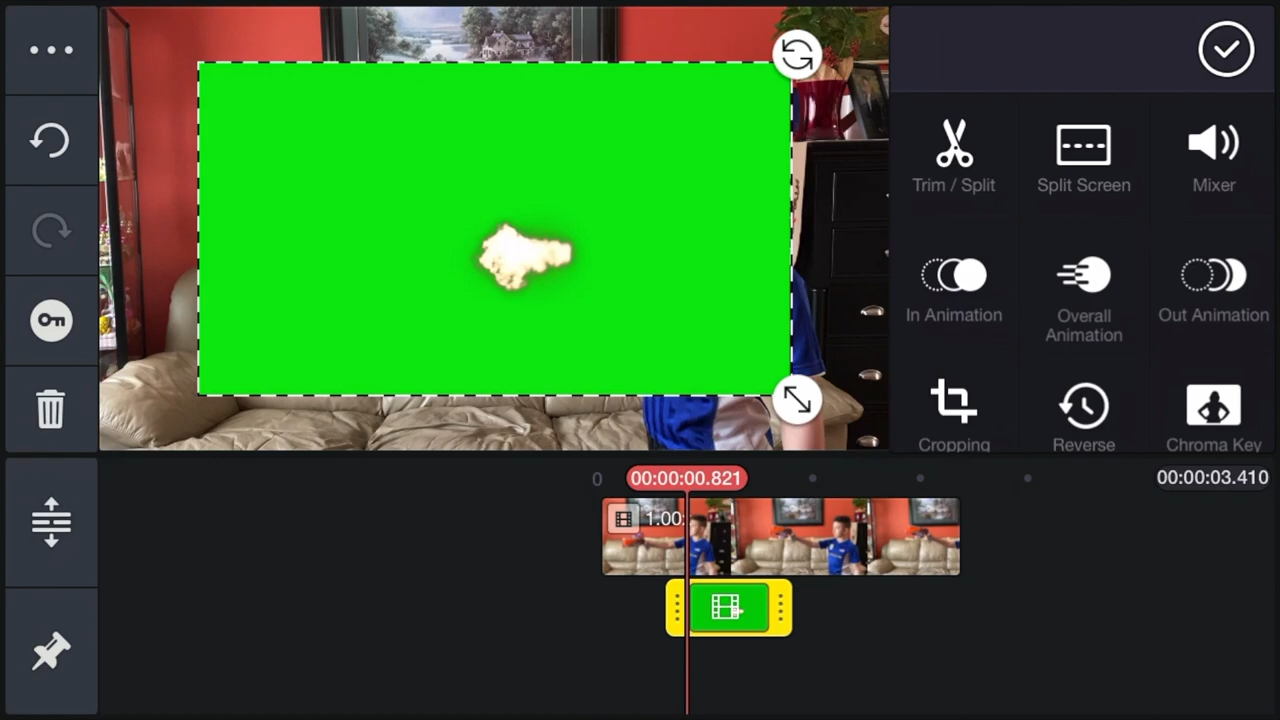 Trim / Split
Split Screen
Mixer
In Animation
Overall
Animation
Out Animation
Cropping
Reverse
Chroma Key
0
00:00:00.821
00:00:03.410
1.00